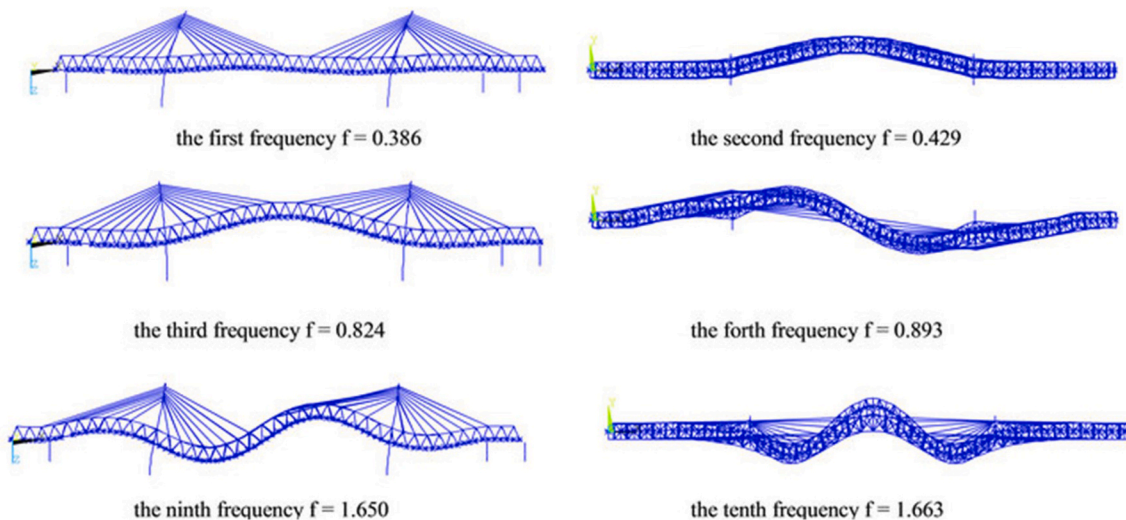 the first frequency f = 0.386
the second frequency f = 0.429
the third frequency f = 0.824
the forth frequency f = 0.893
the ninth frequency f = 1.650
the tenth frequency f = 1.663
Z
Y
Z
Y
Z
Y